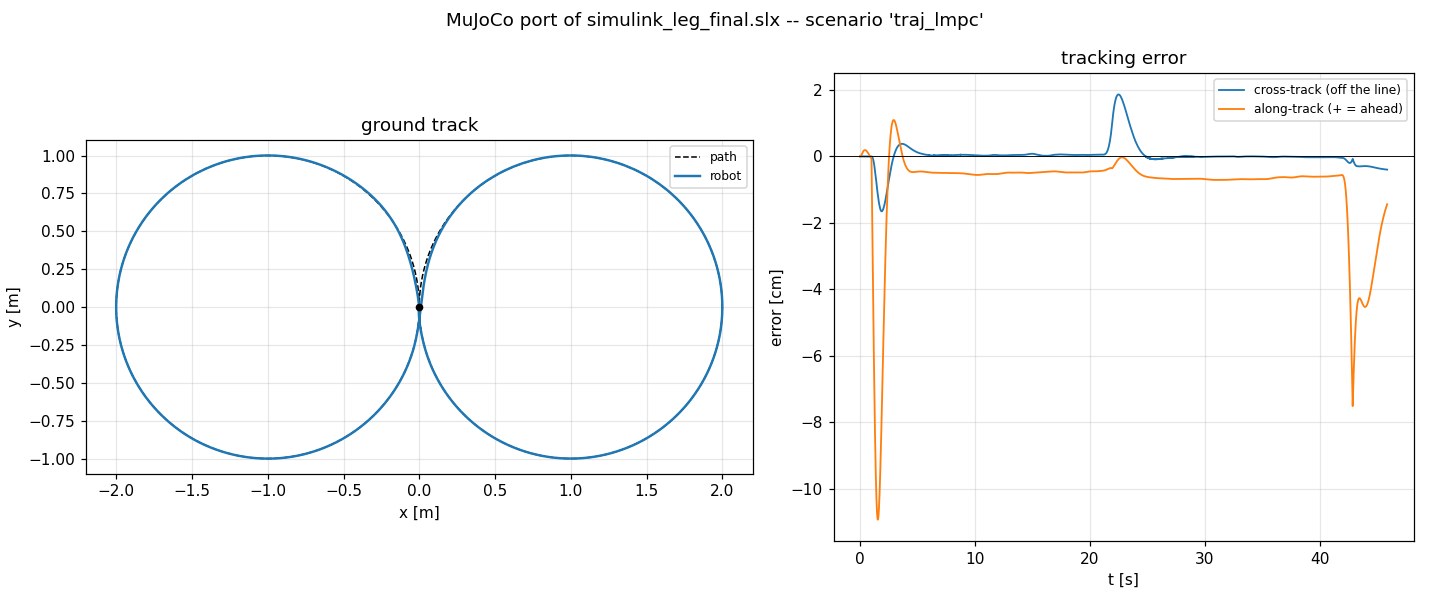 MuJoCo port of simulink_leg_final.slx -- scenario 'traj_lmpc'
ground track
path
robot
1.00
0.75
0.50
0.25
0.00
−0.25
−0.50
−0.75
−1.00
y [m]
−2.0 −1.5 −1.0 −0.5 0.0 0.5 1.0 1.5 2.0
x [m]
tracking error
cross-track (off the line)
along-track (+ = ahead)
2
0
−2
−4
−6
−8
−10
error [cm]
0 10 20 30 40
t [s]